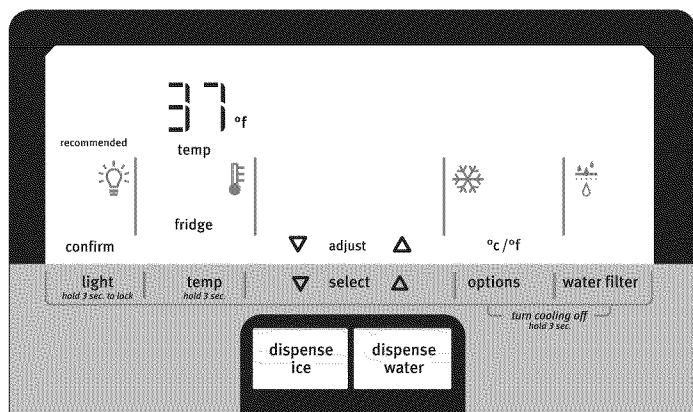 37 °f
recommended
temp
fridge
confirm
▽ adjust △
°c/°f
light
hold 3 sec. to lock
temp
hold 3 sec
▽ select △
options
water filter
turn cooling off
hold 3 sec.
dispense
ice
dispense
water